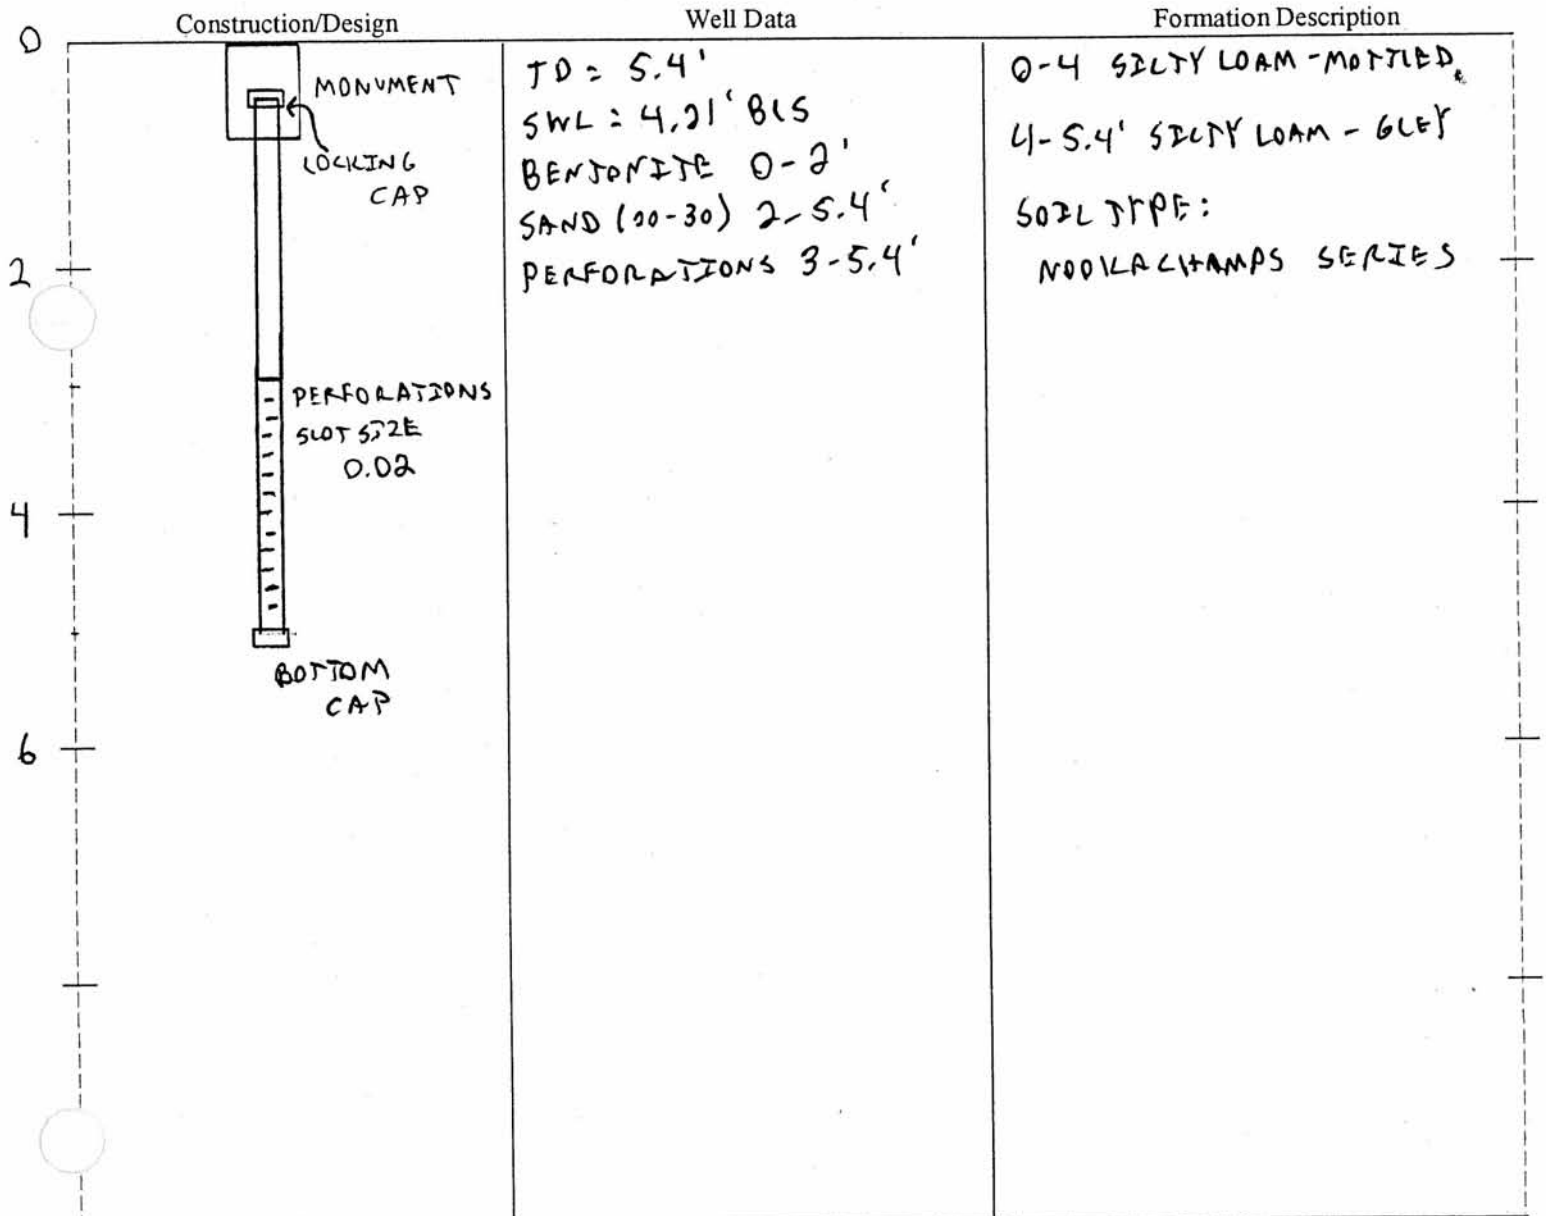 Construction/Design
Well Data
Formation Description
0
2
4
6
MONUMENT
LOCKING
CAP
PERFORATIONS
SLOT SIZE
0.02
BOTTOM
CAP
TD = 5.4'
SWL = 4.21' BLS
BENTONITE 0-2'
SAND (20-30) 2-5.4'
PERFORATIONS 3-5.4'
0-4 SILTY LOAM - MOTTLED.
4-5.4' SILTY LOAM - GLEY
SOIL TYPE:
NOOKACHAMPS SERIES